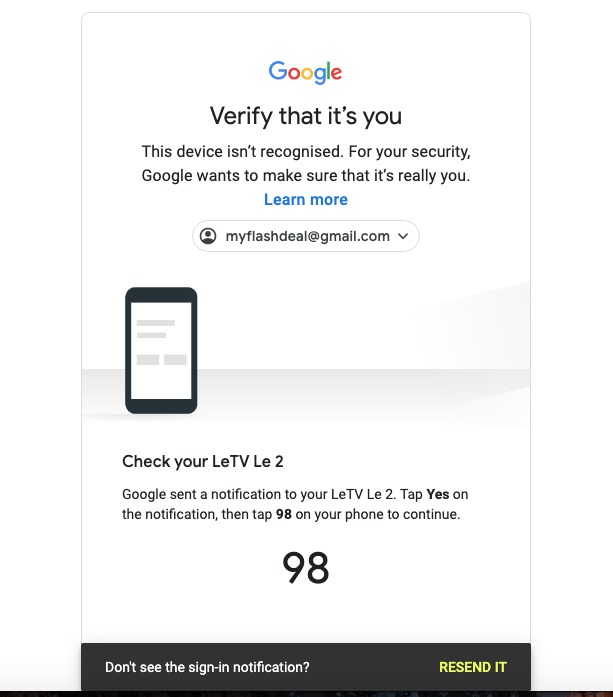 Google
Verify that it's you
This device isn't recognised. For your security,
Google wants to make sure that it's really you.
Learn more
myflashdeal@gmail.com
Check your LeTV Le 2
Google sent a notification to your LeTV Le 2. Tap Yes on
the notification, then tap 98 on your phone to continue.
98
Don't see the sign-in notification? RESEND IT